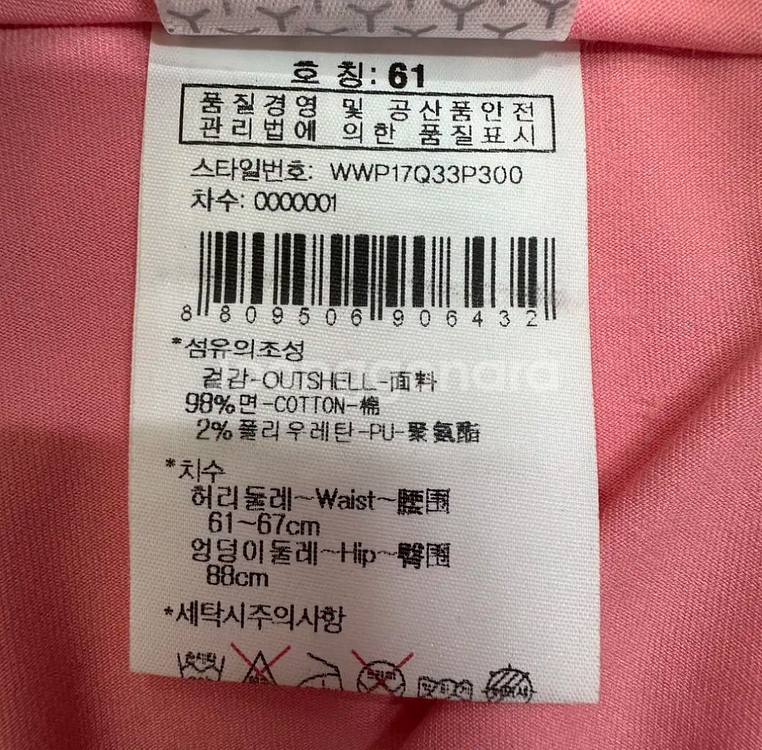 호 칭: 61
품질경영 및 공산품안전
관리법에 의한 품질표시
스타일번호: WWP17Q33P300
차수: 0000001
8 809506 906432
*섬유의조성
겉감-OUTSHELL-面料
98%면-COTTON-棉
2%폴리우레탄-PU-聚氨酯
*치수
허리둘레~Waist~腰围
61~67cm
엉덩이둘레~Hip~臀围
88cm
*세탁시주의사항
손세탁